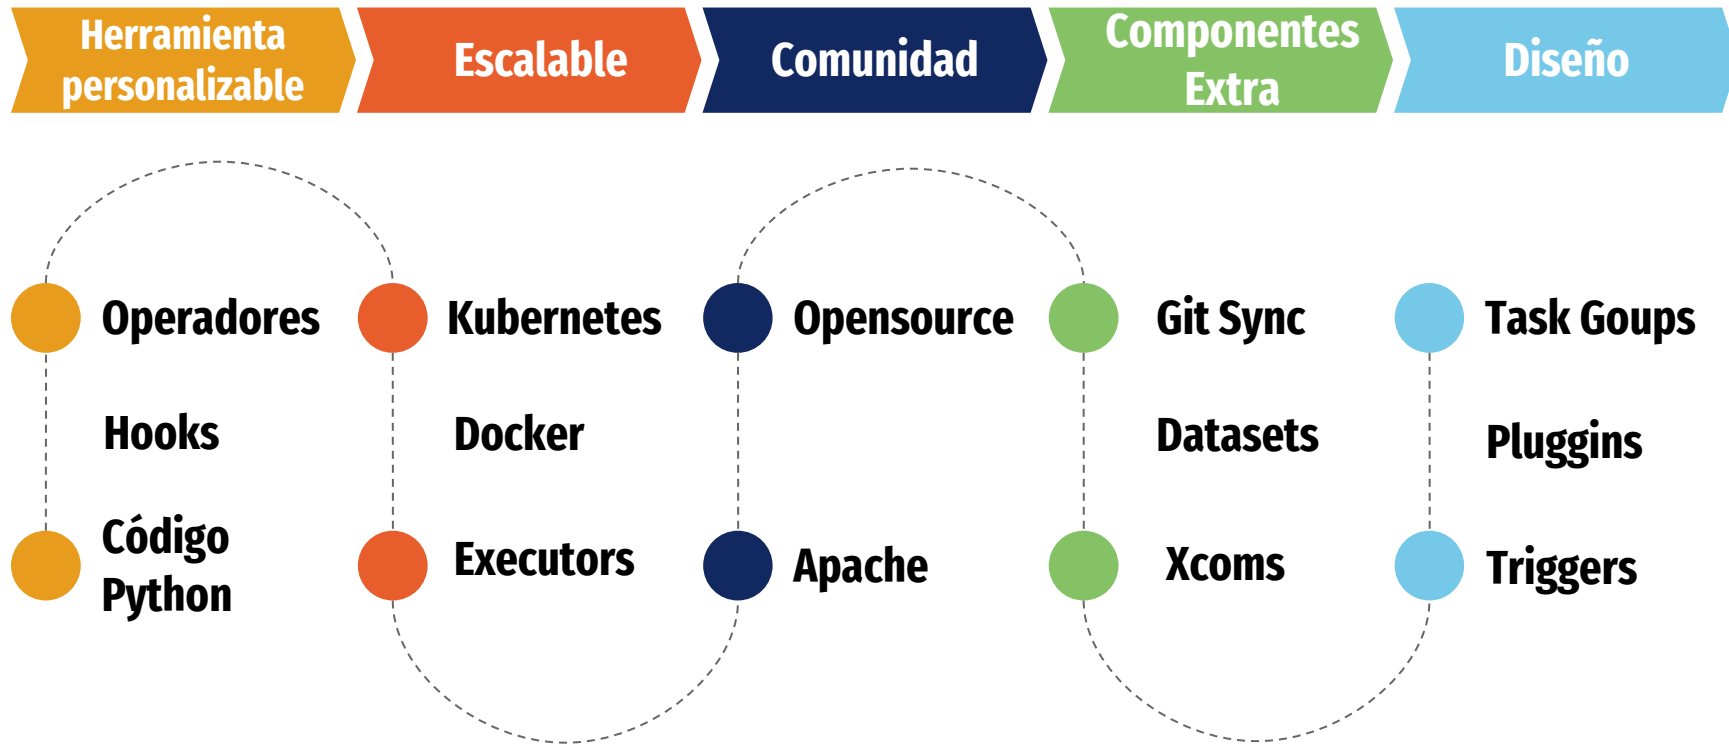 Herramienta
personalizable
Escalable
Comunidad
Componentes
Extra
Diseño
Operadores
Kubernetes
Opensource
Git Sync
Task Goups
Hooks
Docker
Datasets
Pluggins
Código
Python
Executors
Apache
Xcoms
Triggers